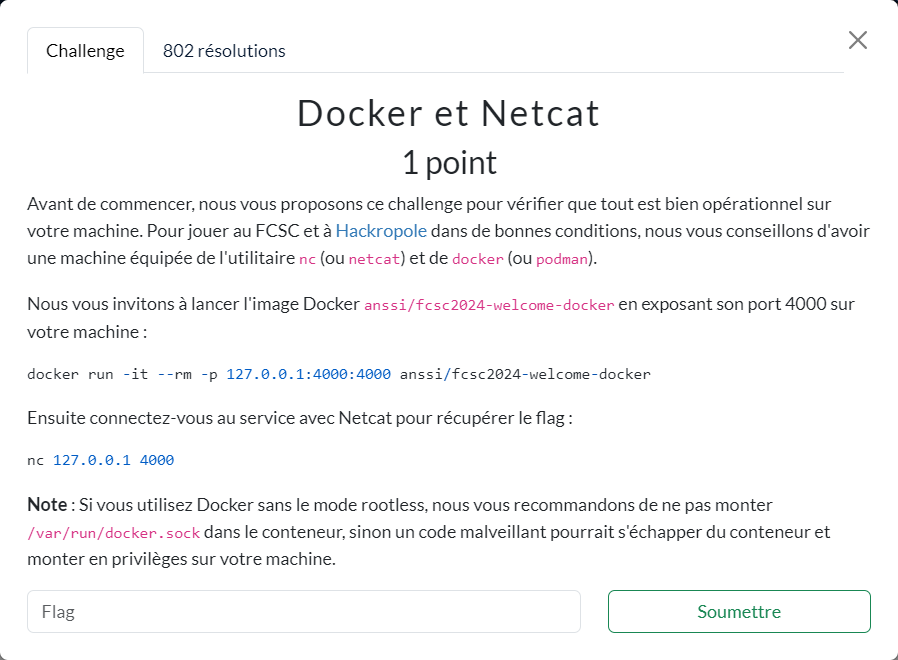 Challenge
802 résolutions
Docker et Netcat
1 point
Avant de commencer, nous vous proposons ce challenge pour vérifier que tout est bien opérationnel sur
votre machine. Pour jouer au FCSC et à Hackropole dans de bonnes conditions, nous vous conseillons d'avoir
une machine équipée de l'utilitaire nc (ou netcat) et de docker (ou podman).
Nous vous invitons à lancer l'image Docker anssi/fcsc2024-welcome-docker en exposant son port 4000 sur
votre machine :
docker run -it --rm -p 127.0.0.1:4000:4000 anssi/fcsc2024-welcome-docker
Ensuite connectez-vous au service avec Netcat pour récupérer le flag :
nc 127.0.0.1 4000
Note : Si vous utilisez Docker sans le mode rootless, nous vous recommandons de ne pas monter
/var/run/docker.sock dans le conteneur, sinon un code malveillant pourrait s'échapper du conteneur et
monter en privilèges sur votre machine.
Flag
Soumettre